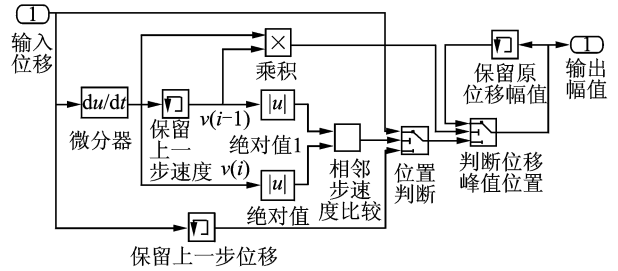 1
输入
位移
du/dt
微分器
保留
上一
步速度
×
乘积
v(i−1)
|u|
绝对值1
v(i)
|u|
绝对值
相邻
步速
度比较
位置
判断
保留上一步位移
保留原
位移幅值
判断位移
峰值位置
1
输出
幅值